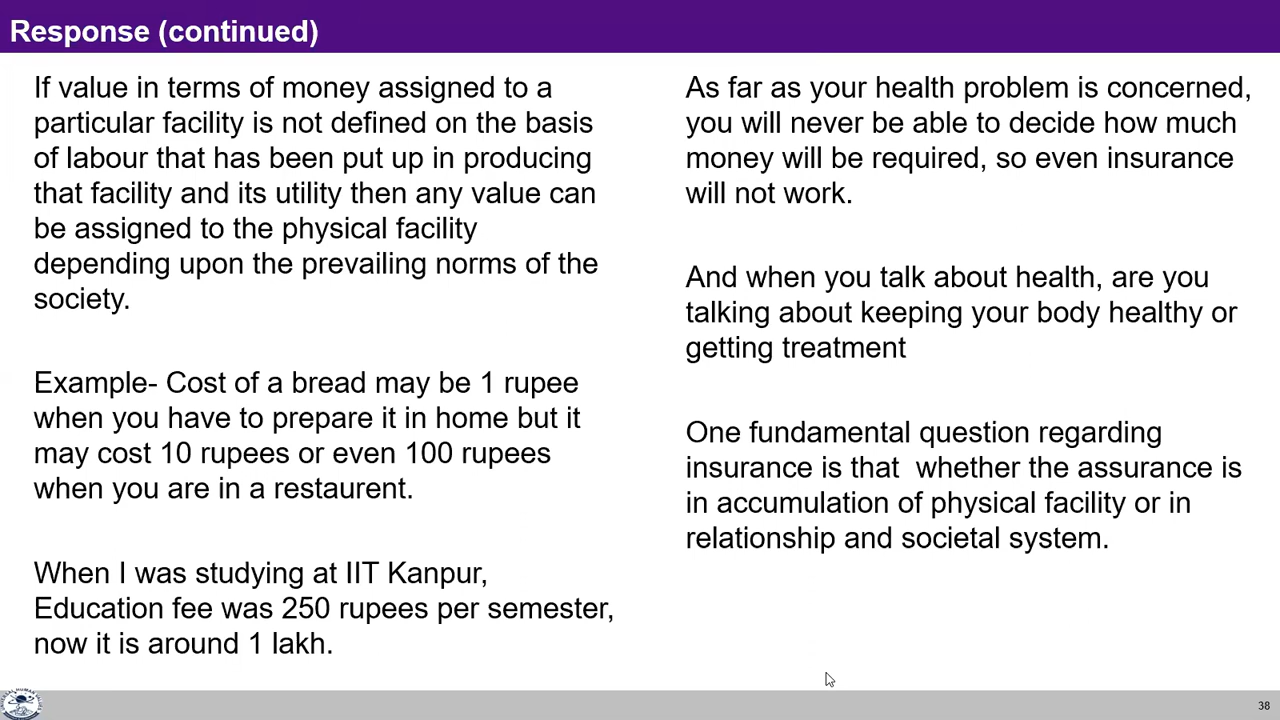 Response (continued)
If value in terms of money assigned to a
particular facility is not defined on the basis
of labour that has been put up in producing
that facility and its utility then any value can
be assigned to the physical facility
depending upon the prevailing norms of the
society.
Example- Cost of a bread may be 1 rupee
when you have to prepare it in home but it
may cost 10 rupees or even 100 rupees
when you are in a restaurent.
When I was studying at IIT Kanpur,
Education fee was 250 rupees per semester,
now it is around 1 lakh.
As far as your health problem is concerned,
you will never be able to decide how much
money will be required, so even insurance
will not work.
And when you talk about health, are you
talking about keeping your body healthy or
getting treatment
One fundamental question regarding
insurance is that  whether the assurance is
in accumulation of physical facility or in
relationship and societal system.
38